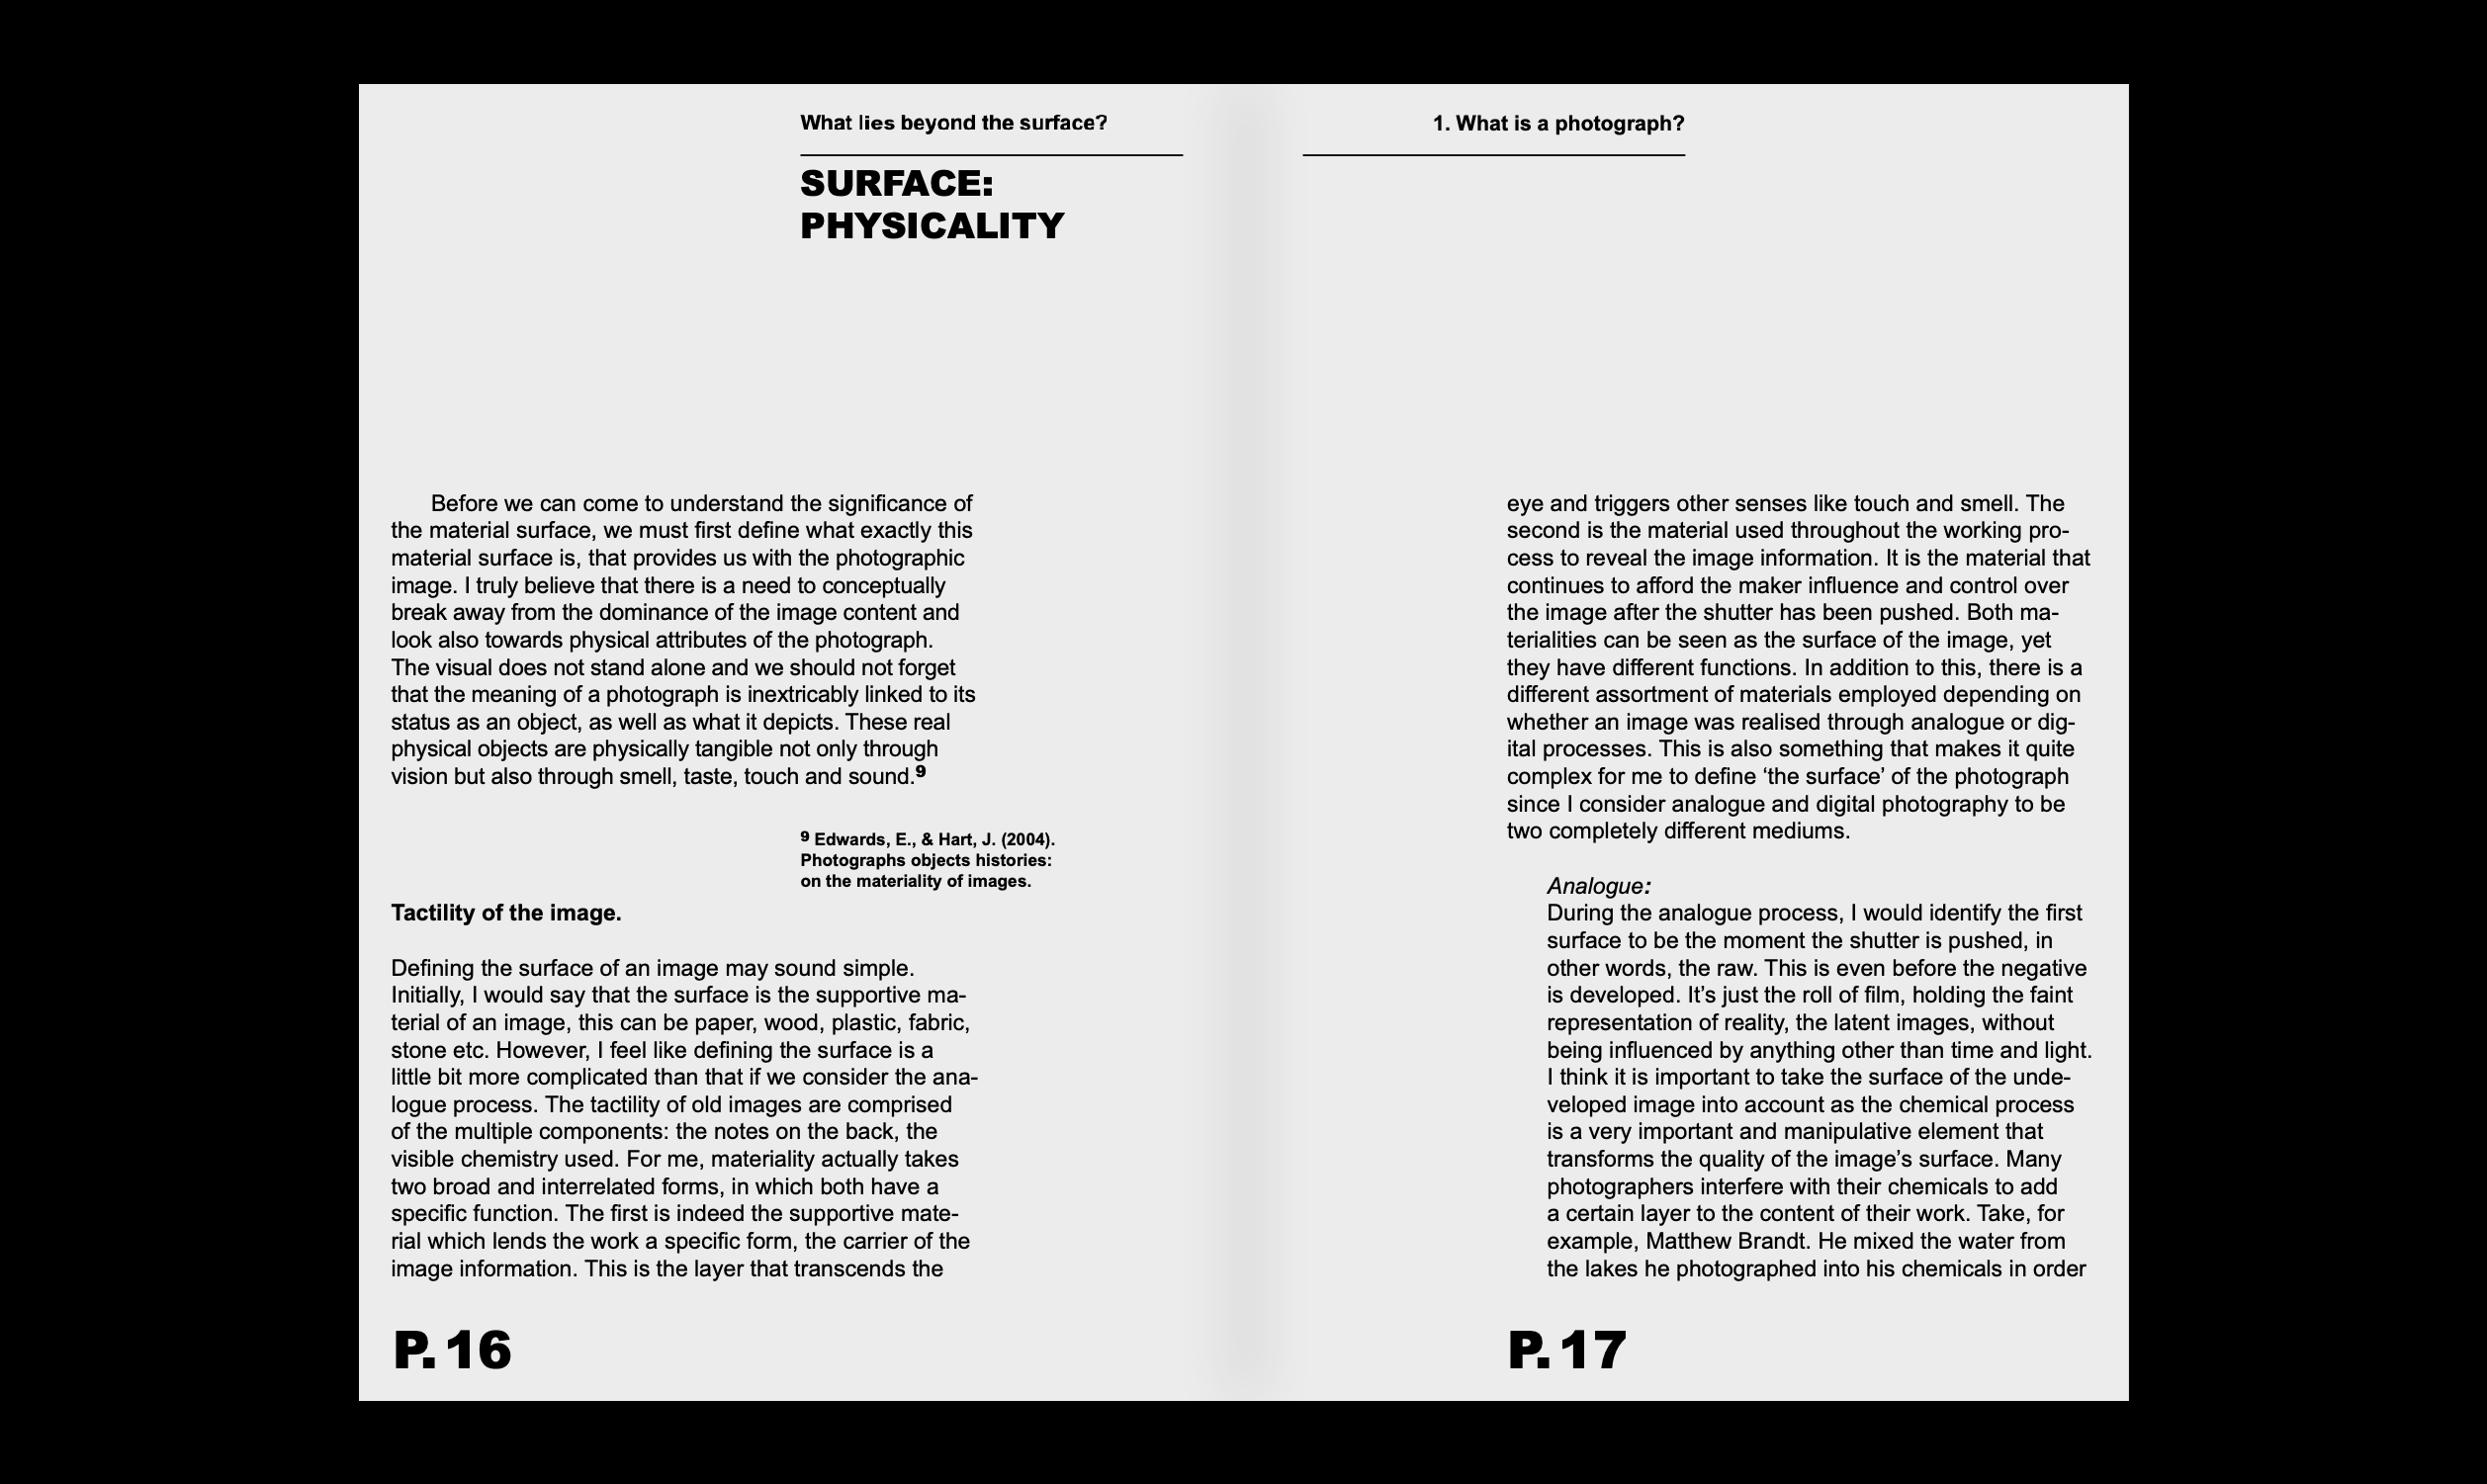 What lies beyond the surface?
SURFACE:
PHYSICALITY
Before we can come to understand the significance of
the material surface, we must first define what exactly this
material surface is, that provides us with the photographic
image. I truly believe that there is a need to conceptually
break away from the dominance of the image content and
look also towards physical attributes of the photograph.
The visual does not stand alone and we should not forget
that the meaning of a photograph is inextricably linked to its
status as an object, as well as what it depicts. These real
physical objects are physically tangible not only through
vision but also through smell, taste, touch and sound.9
9 Edwards, E., & Hart, J. (2004).
Photographs objects histories:
on the materiality of images.
Tactility of the image.
Defining the surface of an image may sound simple.
Initially, I would say that the surface is the supportive ma-
terial of an image, this can be paper, wood, plastic, fabric,
stone etc. However, I feel like defining the surface is a
little bit more complicated than that if we consider the ana-
logue process. The tactility of old images are comprised
of the multiple components: the notes on the back, the
visible chemistry used. For me, materiality actually takes
two broad and interrelated forms, in which both have a
specific function. The first is indeed the supportive mate-
rial which lends the work a specific form, the carrier of the
image information. This is the layer that transcends the
P. 16
1. What is a photograph?
eye and triggers other senses like touch and smell. The
second is the material used throughout the working pro-
cess to reveal the image information. It is the material that
continues to afford the maker influence and control over
the image after the shutter has been pushed. Both ma-
terialities can be seen as the surface of the image, yet
they have different functions. In addition to this, there is a
different assortment of materials employed depending on
whether an image was realised through analogue or dig-
ital processes. This is also something that makes it quite
complex for me to define ‘the surface’ of the photograph
since I consider analogue and digital photography to be
two completely different mediums.
Analogue:
During the analogue process, I would identify the first
surface to be the moment the shutter is pushed, in
other words, the raw. This is even before the negative
is developed. It’s just the roll of film, holding the faint
representation of reality, the latent images, without
being influenced by anything other than time and light.
I think it is important to take the surface of the unde-
veloped image into account as the chemical process
is a very important and manipulative element that
transforms the quality of the image’s surface. Many
photographers interfere with their chemicals to add
a certain layer to the content of their work. Take, for
example, Matthew Brandt. He mixed the water from
the lakes he photographed into his chemicals in order
P. 17